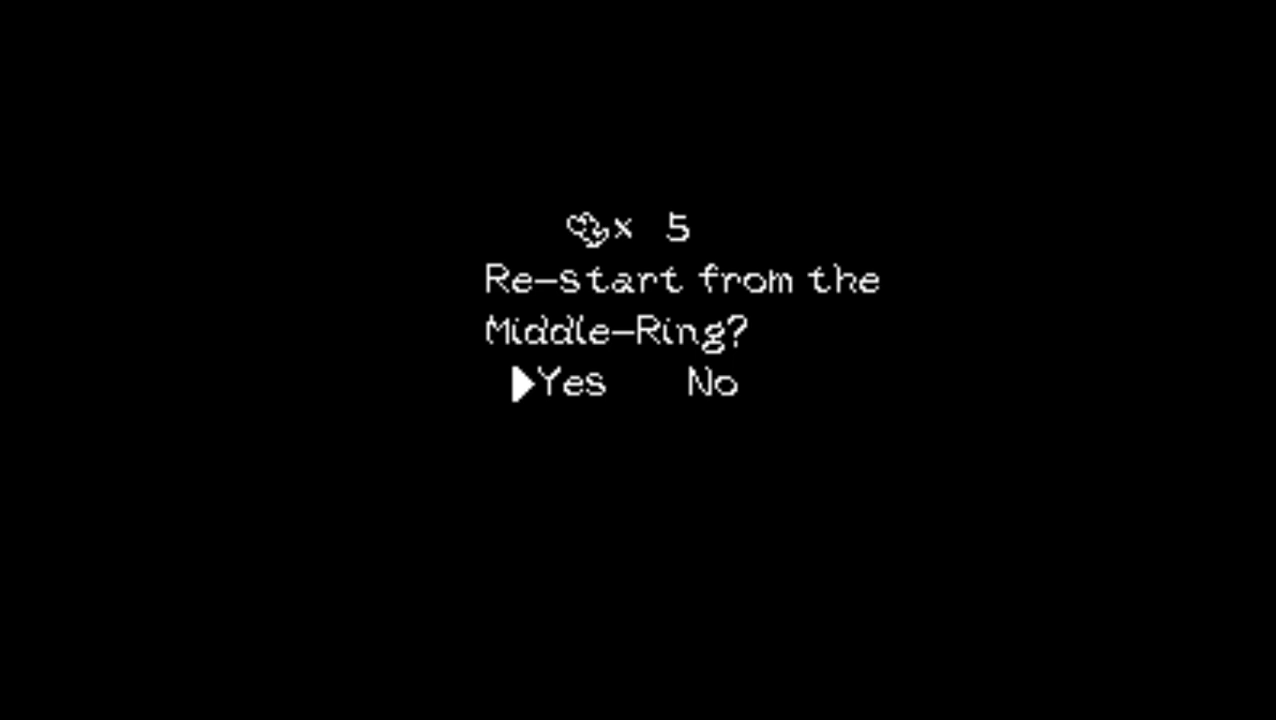 x 5
Re-start from the
Middle-Ring?
Yes No